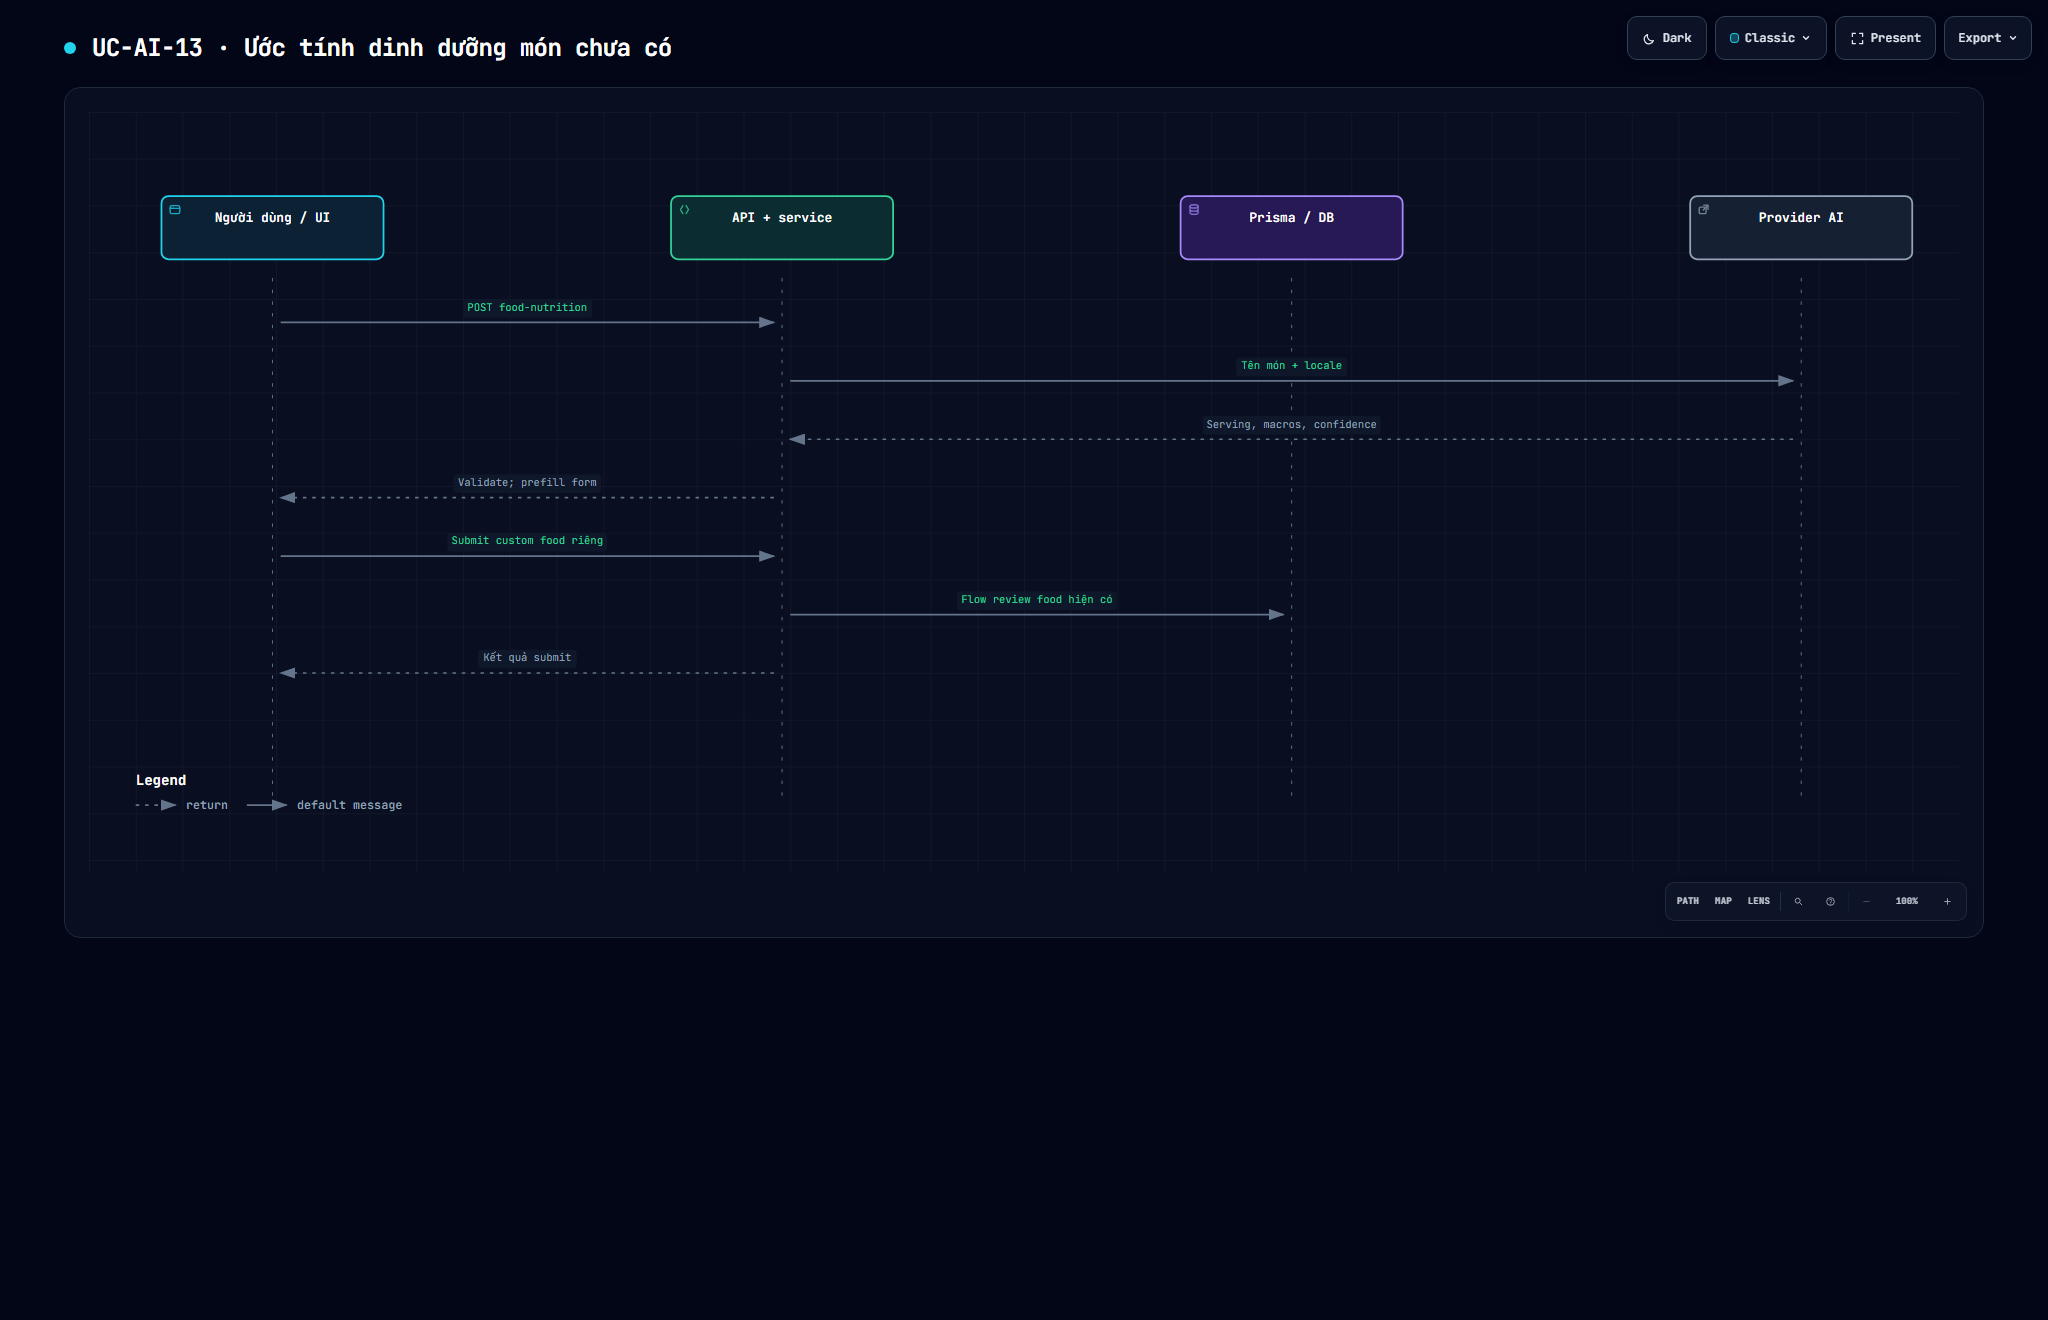 UC-AI-13 · Ước tính dinh dưỡng món chưa có
Dark
Classic
Present
Export
Người dùng / UI
API + service
Prisma / DB
Provider AI
POST food-nutrition
Tên món + locale
Serving, macros, confidence
Validate; prefill form
Submit custom food riêng
Flow review food hiện có
Kết quả submit
Legend
return
default message
PATH
MAP
LENS
100%